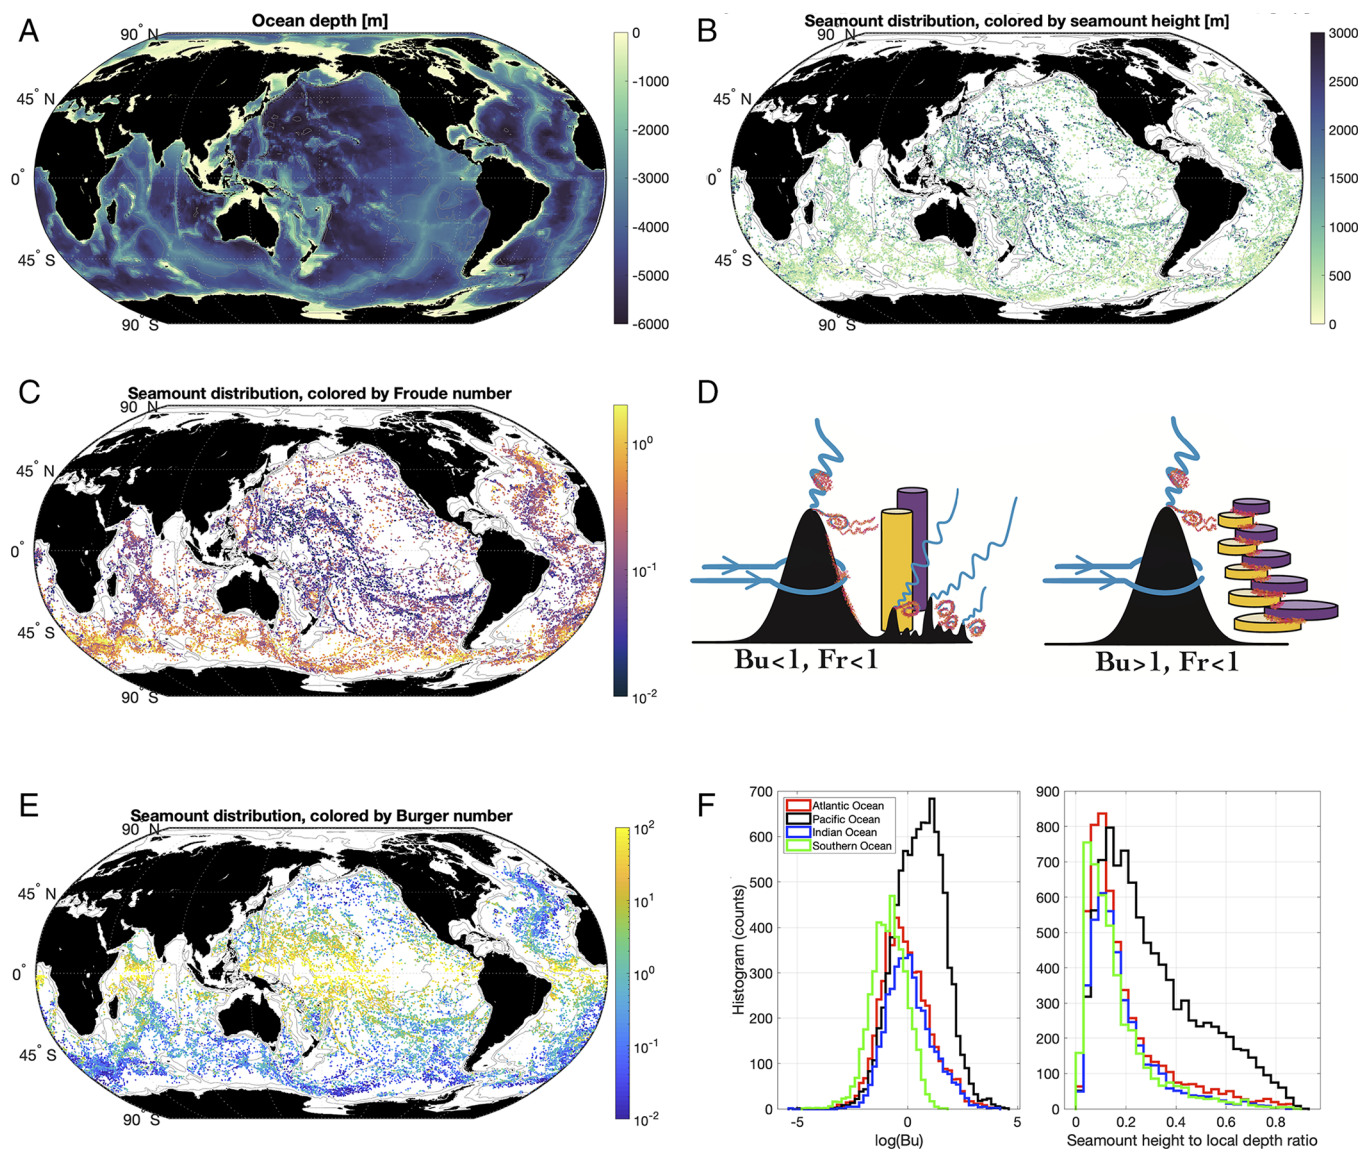 A
Ocean depth [m]
90° N
45° N
0°
45° S
90° S
0
-1000
-2000
-3000
-4000
-5000
-6000
B
Seamount distribution, colored by seamount height [m]
90° N
45° N
0°
45° S
90° S
3000
2500
2000
1500
1000
500
0
C
Seamount distribution, colored by Froude number
90° N
45° N
0°
45° S
90° S
10⁰
10⁻¹
10⁻²
D
Bu<1, Fr<1
Bu>1, Fr<1
E
Seamount distribution, colored by Burger number
90° N
45° N
0°
45° S
90° S
10²
10¹
10⁰
10⁻¹
10⁻²
F
Histogram (counts)
700
600
500
400
300
200
100
0
Atlantic Ocean
Pacific Ocean
Indian Ocean
Southern Ocean
-5
0
5
log(Bu)
900
800
700
600
500
400
300
200
100
0
0
0.2
0.4
0.6
0.8
Seamount height to local depth ratio